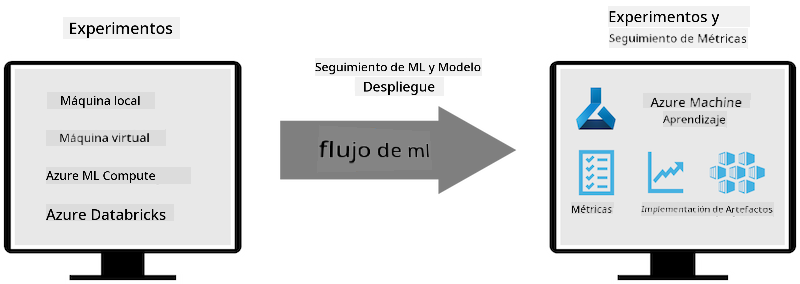 Experimentos
Máquina local
Máquina virtual
Azure ML Compute
Azure Databricks
Seguimiento de ML y Modelo
Despliegue
flujo de ml
Experimentos y
Seguimiento de Métricas
Azure Machine
Aprendizaje
Métricas
Implementación de Artefactos